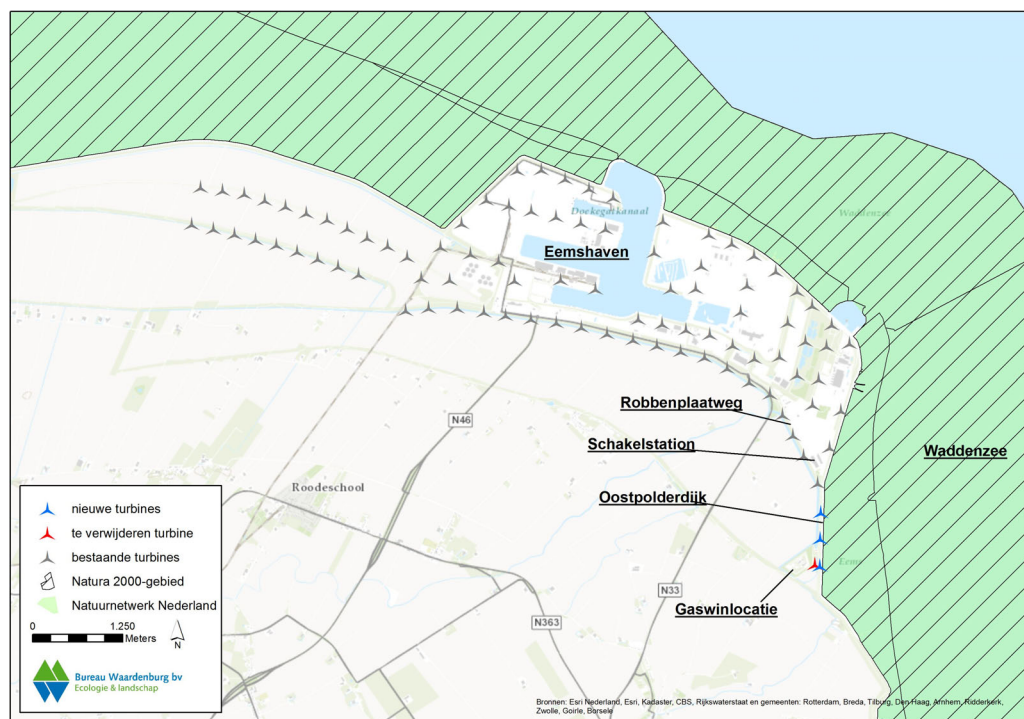 Doekegatkanaal
Waddenzee
Eemshaven
Robbenplaatweg
N46
Schakelstation
Waddenzee
Roodeschool
Oostpolderdijk
nieuwe turbines
te verwijderen turbine
bestaande turbines
Natura 2000-gebied
Natuurnetwerk Nederland
0 1.250
Meters
N
Eems
N33
Gaswinlocatie
N363
Bureau Waardenburg bv
Ecologie & landschap
Bronnen: Esri Nederland, Esri, Kadaster, CBS, Rijkswaterstaat en gemeenten: Rotterdam, Breda, Tilburg, Den Haag, Arnhem, Ridderkerk,
Zwolle, Goirle, Borsele